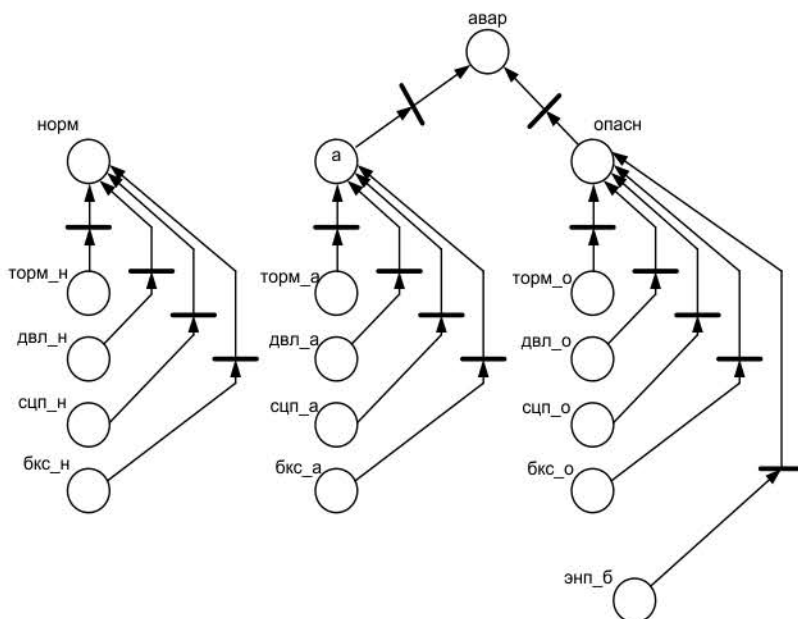 авар
норм
опасн
а
торм_н
торм_а
торм_о
двл_н
двл_а
двл_о
сцп_н
сцп_а
сцп_о
бкс_н
бкс_а
бкс_о
энп_б